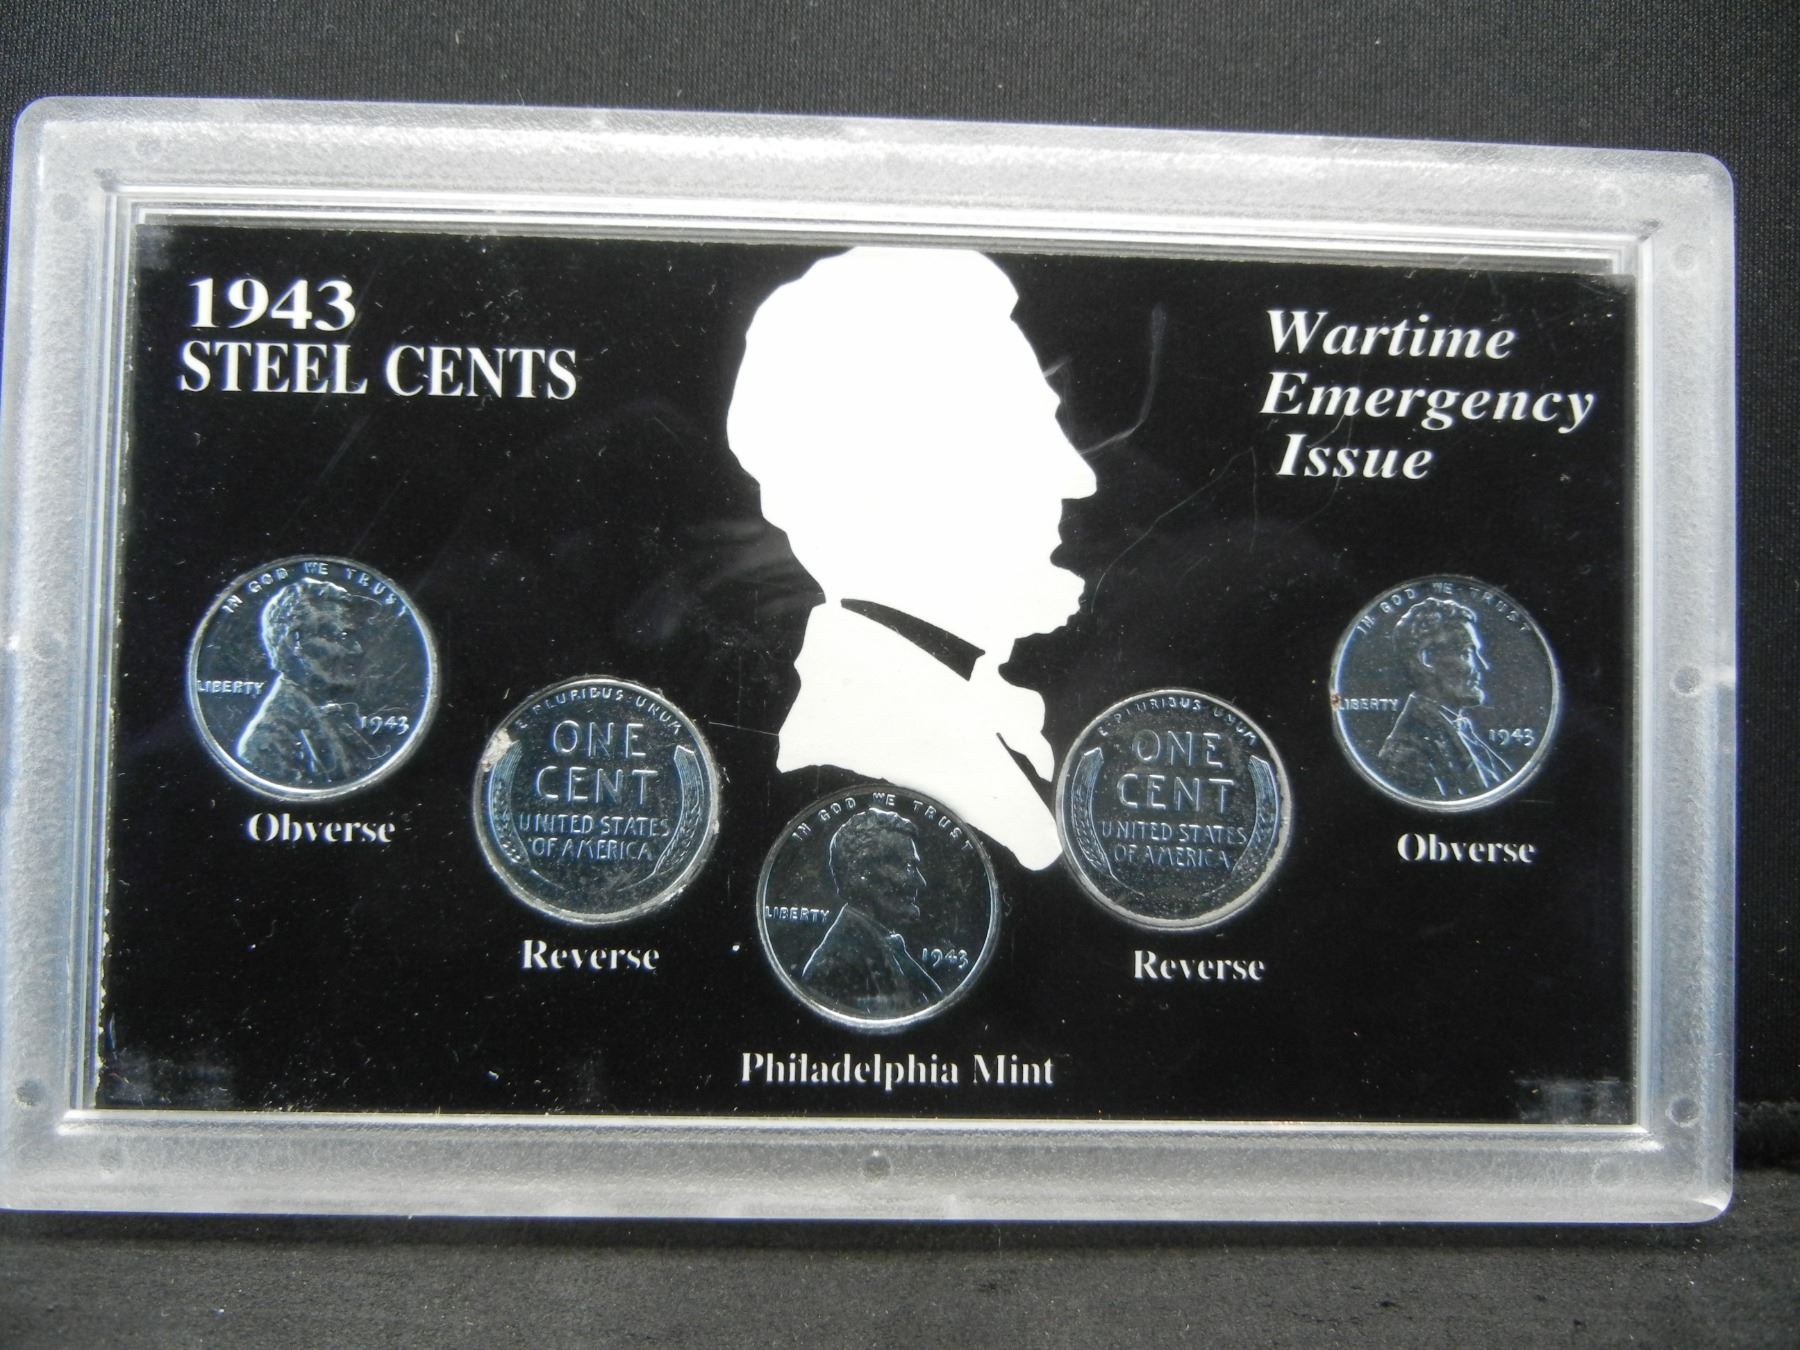 1943
STEEL CENTS
Wartime
Emergency
Issue
IN GOD WE TRUST
LIBERTY
1943
Obverse
E·PLURIBUS·UNUM
ONE
CENT
UNITED STATES
OF AMERICA
Reverse
IN GOD WE TRUST
LIBERTY
1943
Philadelphia Mint
E·PLURIBUS·UNUM
ONE
CENT
UNITED STATES
OF AMERICA
Reverse
IN GOD WE TRUST
LIBERTY
1943
Obverse